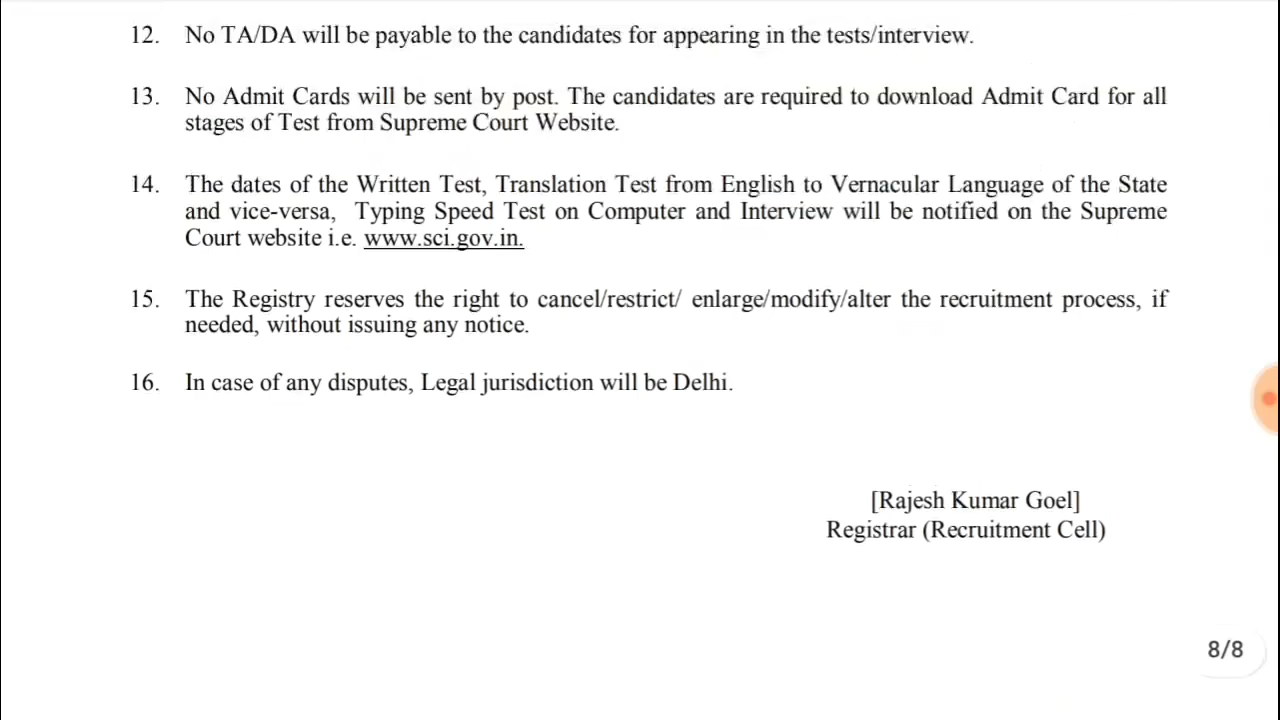 12. No TA/DA will be payable to the candidates for appearing in the tests/interview.
13. No Admit Cards will be sent by post. The candidates are required to download Admit Card for all
stages of Test from Supreme Court Website.
14. The dates of the Written Test, Translation Test from English to Vernacular Language of the State
and vice-versa, Typing Speed Test on Computer and Interview will be notified on the Supreme
Court website i.e. www.sci.gov.in.
15. The Registry reserves the right to cancel/restrict/ enlarge/modify/alter the recruitment process, if
needed, without issuing any notice.
16. In case of any disputes, Legal jurisdiction will be Delhi.
[Rajesh Kumar Goel]
Registrar (Recruitment Cell)
8/8